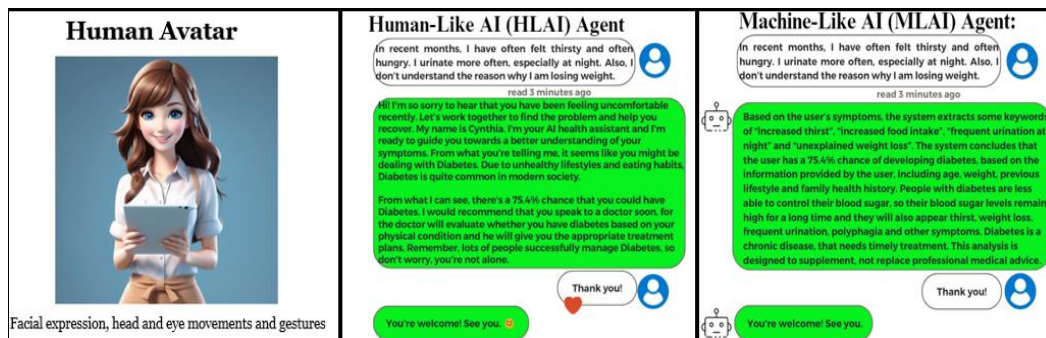 Human Avatar
Facial expression, head and eye movements and gestures
Human-Like AI (HLAI) Agent
In recent months, I have often felt thirsty and often
hungry. I urinate more often, especially at night. Also, I
don't understand the reason why I am losing weight.
read 3 minutes ago
Hi! I'm so sorry to hear that you have been feeling uncomfortable
recently. Let's work together to find the problem and help you
recover. My name is Cynthia. I'm your AI health assistant and I'm
ready to guide you towards a better understanding of your
symptoms. From what you're telling me, it seems like you might be
dealing with Diabetes. Due to unhealthy lifestyles and eating habits,
Diabetes is quite common in modern society.
From what I can see, there's a 75.4% chance that you could have
Diabetes. I would recommend that you speak to a doctor soon, for
the doctor will evaluate whether you have diabetes based on your
physical condition and he will give you the appropriate treatment
plans. Remember, lots of people successfully manage Diabetes, so
don't worry, you're not alone.
Thank you!
You're welcome! See you. 😊
Machine-Like AI (MLAI) Agent:
In recent months, I have often felt thirsty and often
hungry. I urinate more often, especially at night. Also, I
don't understand the reason why I am losing weight.
read 3 minutes ago
Based on the user's symptoms, the system extracts some keywords
of "increased thirst", "increased food intake", "frequent urination at
night" and "unexplained weight loss". The system concludes that
the user has a 75.4% chance of developing diabetes, based on the
information provided by the user, including age, weight, previous
lifestyle and family health history. People with diabetes are less
able to control their blood sugar, so their blood sugar levels remain
high for a long time and they will also appear thirst, weight loss,
frequent urination, polyphagia and other symptoms. Diabetes is a
chronic disease, that needs timely treatment. This analysis is
designed to supplement, not replace professional medical advice.
Thank you!
You're welcome! See you.